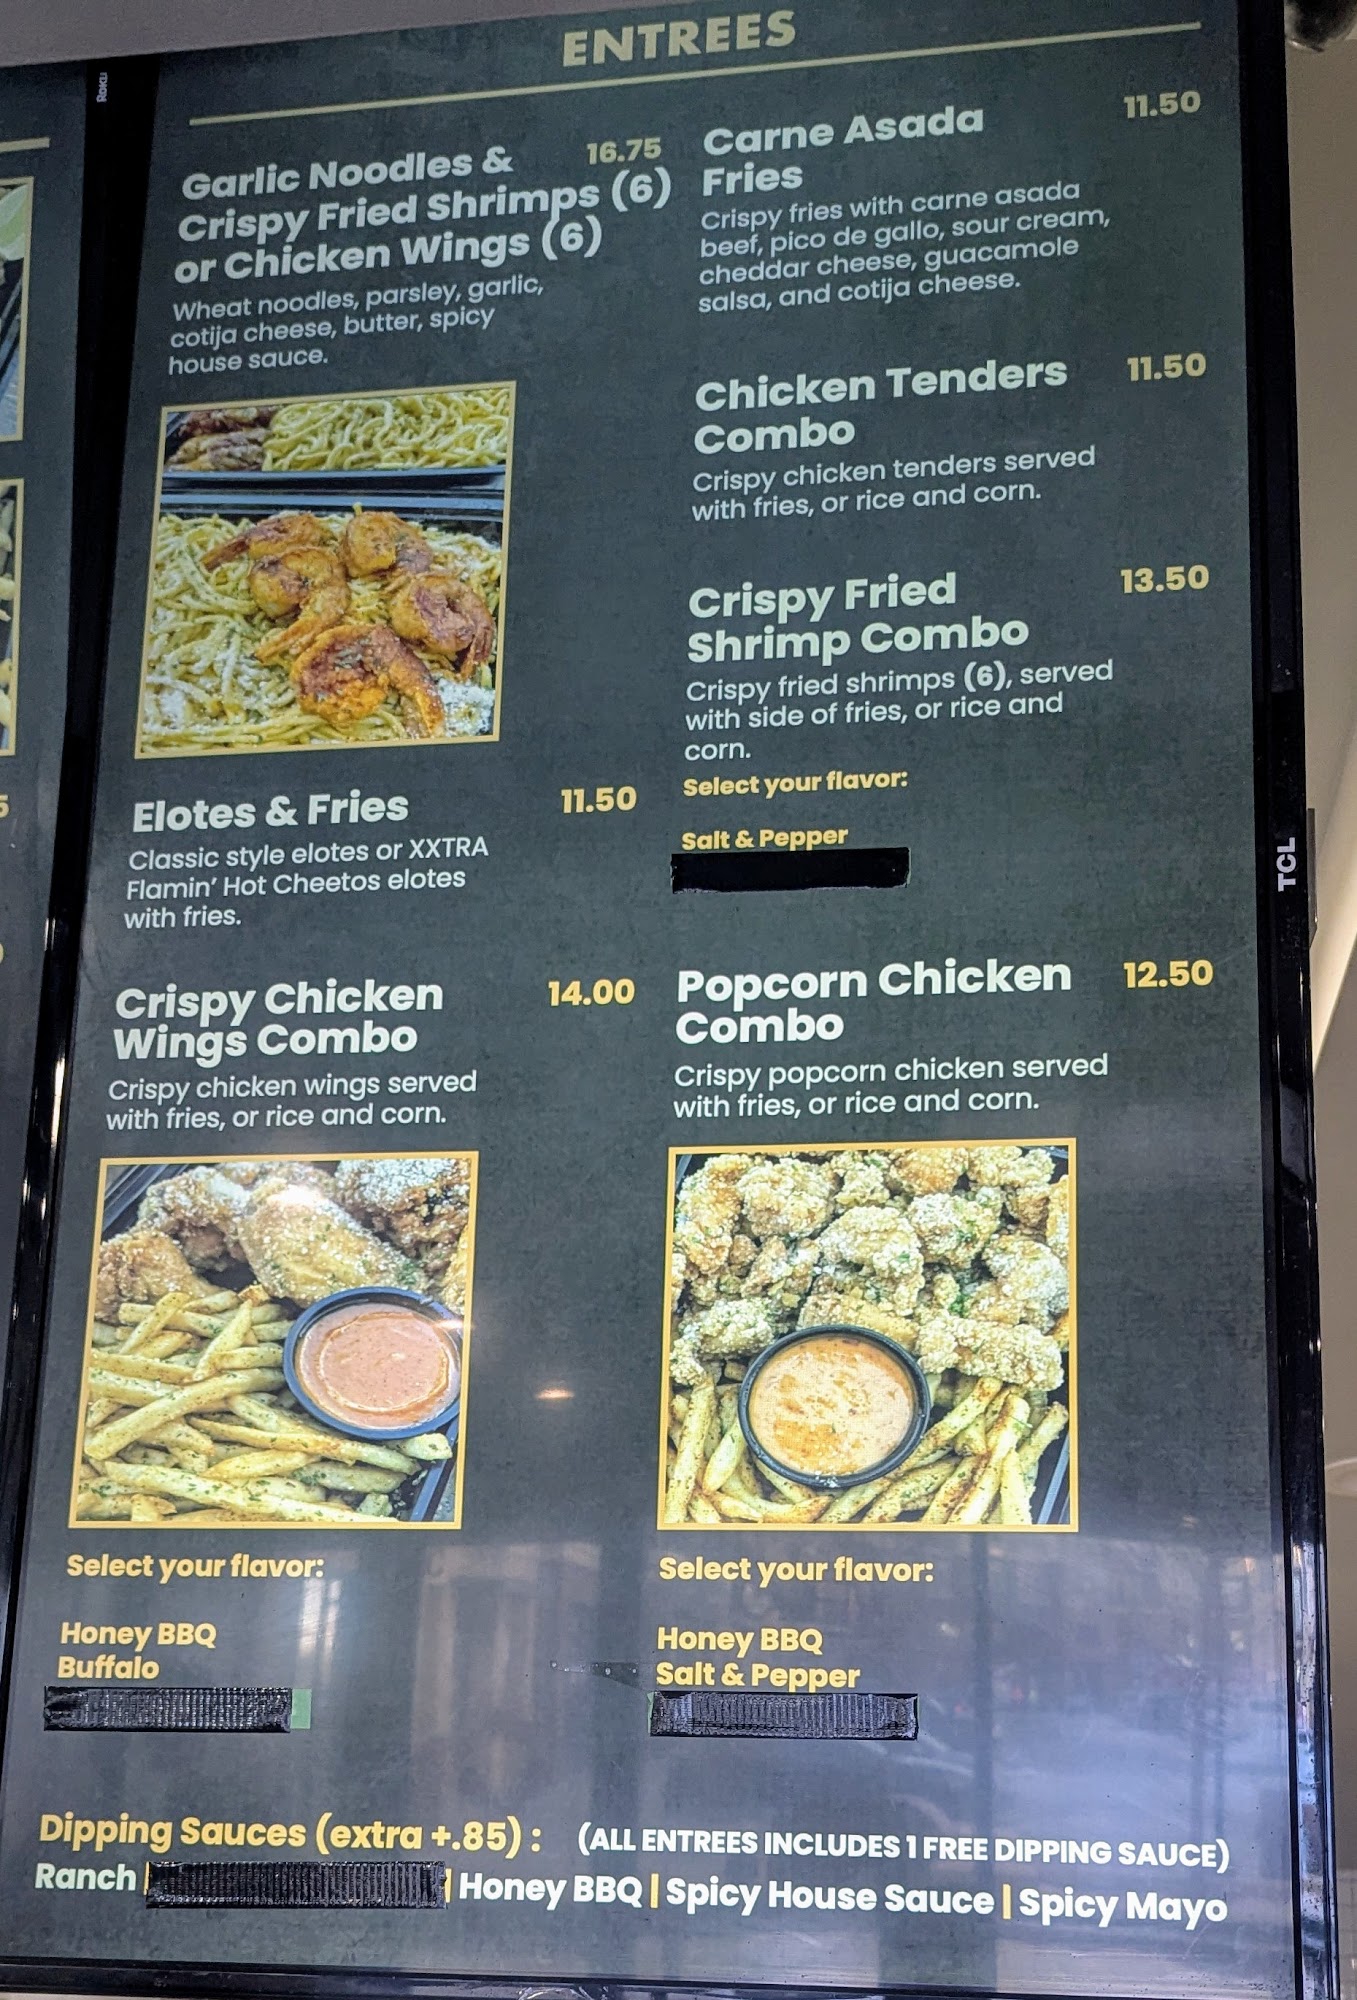 ENTREES
Roku
Garlic Noodles &
Crispy Fried Shrimps (6)
or Chicken Wings (6)
16.75
Wheat noodles, parsley, garlic,
cotija cheese, butter, spicy
house sauce.
Elotes & Fries
11.50
Classic style elotes or XXTRA
Flamin' Hot Cheetos elotes
with fries.
Crispy Chicken
Wings Combo
14.00
Crispy chicken wings served
with fries, or rice and corn.
Select your flavor:
Honey BBQ
Buffalo
Carne Asada
Fries
11.50
Crispy fries with carne asada
beef, pico de gallo, sour cream,
cheddar cheese, guacamole
salsa, and cotija cheese.
Chicken Tenders
Combo
11.50
Crispy chicken tenders served
with fries, or rice and corn.
Crispy Fried
Shrimp Combo
13.50
Crispy fried shrimps (6), served
with side of fries, or rice and
corn.
Select your flavor:
Salt & Pepper
Popcorn Chicken
Combo
12.50
Crispy popcorn chicken served
with fries, or rice and corn.
Select your flavor:
Honey BBQ
Salt & Pepper
Dipping Sauces (extra +.85) : (ALL ENTREES INCLUDES 1 FREE DIPPING SAUCE)
Ranch | | Honey BBQ | Spicy House Sauce | Spicy Mayo
TCL